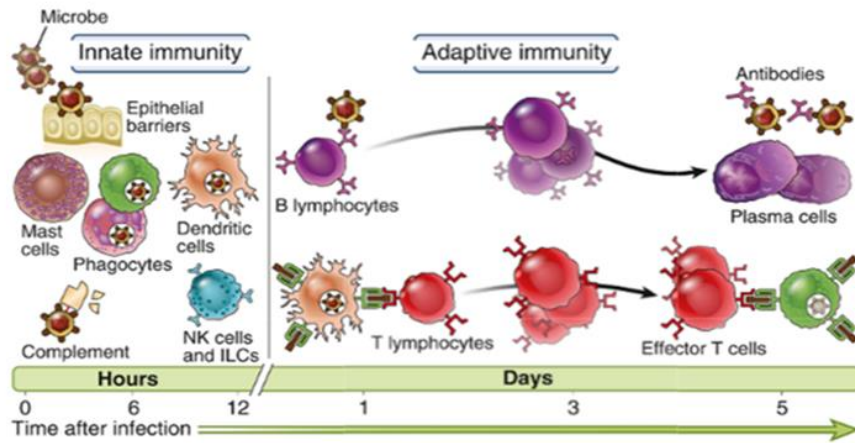 Microbe
Innate immunity
Adaptive immunity
Epithelial
barriers
Antibodies
Mast
cells
Phagocytes
Dendritic
cells
B lymphocytes
Plasma cells
Complement
NK cells
and ILCs
T lymphocytes
Effector T cells
Hours
Days
0
6
12
1
3
5
Time after infection